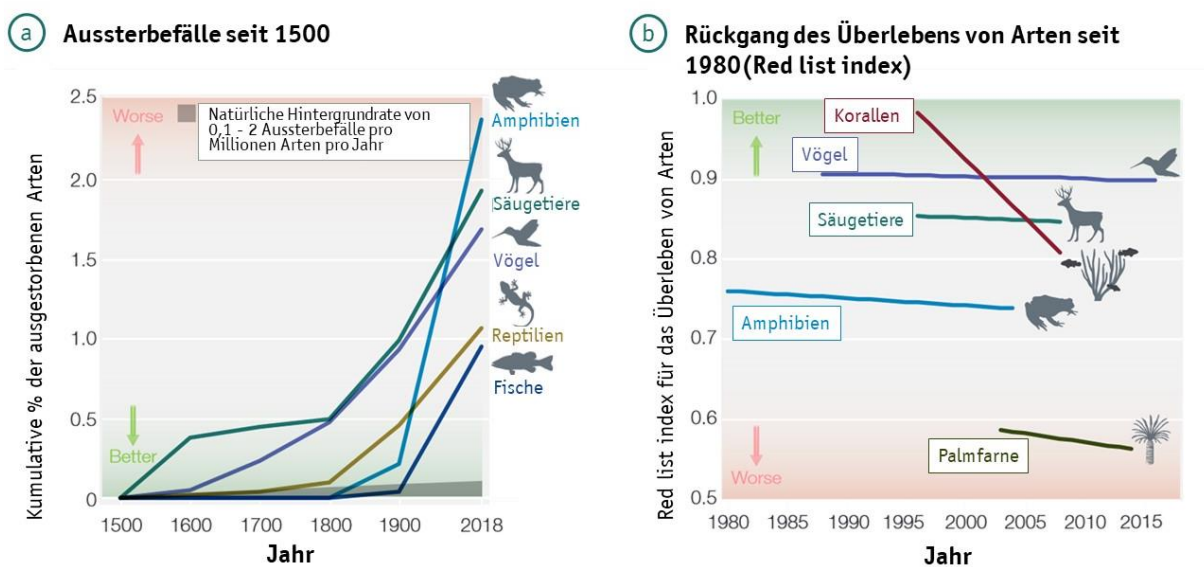 a Aussterbefälle seit 1500
Kumulative % der ausgestorbenen Arten
2.5
2.0
1.5
1.0
0.5
0
Worse
Natürliche Hintergrundrate von
0,1 - 2 Aussterbefälle pro
Millionen Arten pro Jahr
Better
Amphibien
Säugetiere
Vögel
Reptilien
Fische
1500 1600 1700 1800 1900 2018
Jahr
b Rückgang des Überlebens von Arten seit
1980(Red list index)
Red list index für das Überleben von Arten
1.0
0.9
0.8
0.7
0.6
0.5
Better
Korallen
Vögel
Säugetiere
Amphibien
Palmfarne
Worse
1980 1985 1990 1995 2000 2005 2010 2015
Jahr